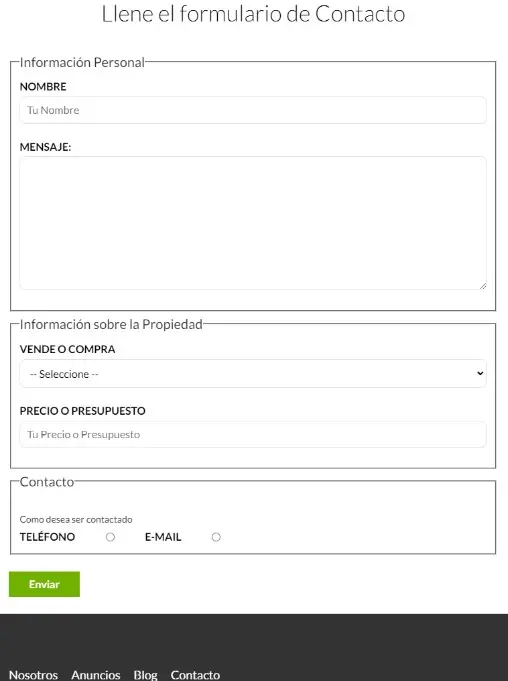 Llene el formulario de Contacto
Información Personal
NOMBRE
Tu Nombre
MENSAJE:
Información sobre la Propiedad
VENDE O COMPRA
-- Seleccione --
PRECIO O PRESUPUESTO
Tu Precio o Presupuesto
Contacto
Como desea ser contactado
TELÉFONO E-MAIL
Enviar
Nosotros Anuncios Blog Contacto